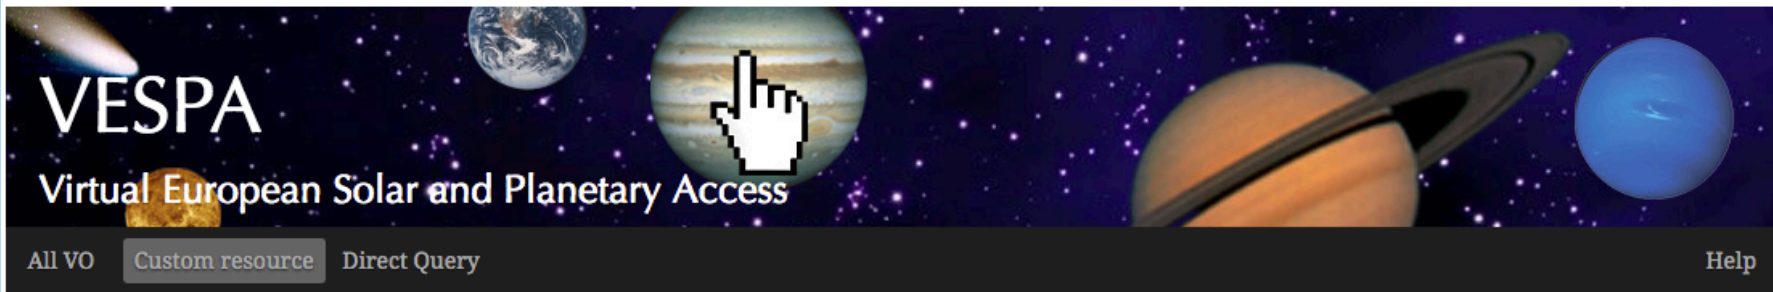 VESPA
Virtual European Solar and Planetary Access
All VO Custom resource Direct Query Help